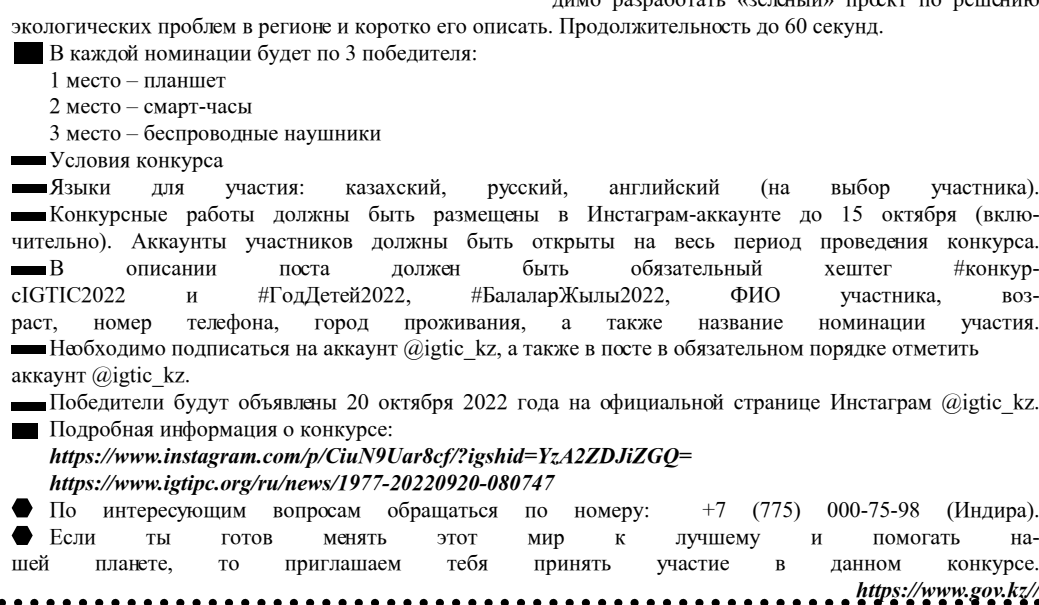 димо разработать «зеленый» проект по решению
экологических проблем в регионе и коротко его описать. Продолжительность до 60 секунд.
В каждой номинации будет по 3 победителя:
1 место – планшет
2 место – смарт-часы
3 место – беспроводные наушники
Условия конкурса
Языки для участия: казахский, русский, английский (на выбор участника).
Конкурсные работы должны быть размещены в Инстаграм-аккаунте до 15 октября (вклю-
чительно). Аккаунты участников должны быть открыты на весь период проведения конкурса.
В описании поста должен быть обязательный хештег #конкур-
сIGTIC2022 и #ГодДетей2022, #БалаларЖылы2022, ФИО участника, воз-
раст, номер телефона, город проживания, а также название номинации участия.
Необходимо подписаться на аккаунт @igtic_kz, а также в посте в обязательном порядке отметить
аккаунт @igtic_kz.
Победители будут объявлены 20 октября 2022 года на официальной странице Инстаграм @igtic_kz.
Подробная информация о конкурсе:
https://www.instagram.com/p/CiuN9Uar8cf/?igshid=YzA2ZDJiZGQ=
https://www.igtipc.org/ru/news/1977-20220920-080747
По интересующим вопросам обращаться по номеру: +7 (775) 000-75-98 (Индира).
Если ты готов менять этот мир к лучшему и помогать на-
шей планете, то приглашаем тебя принять участие в данном конкурсе.
https://www.gov.kz//